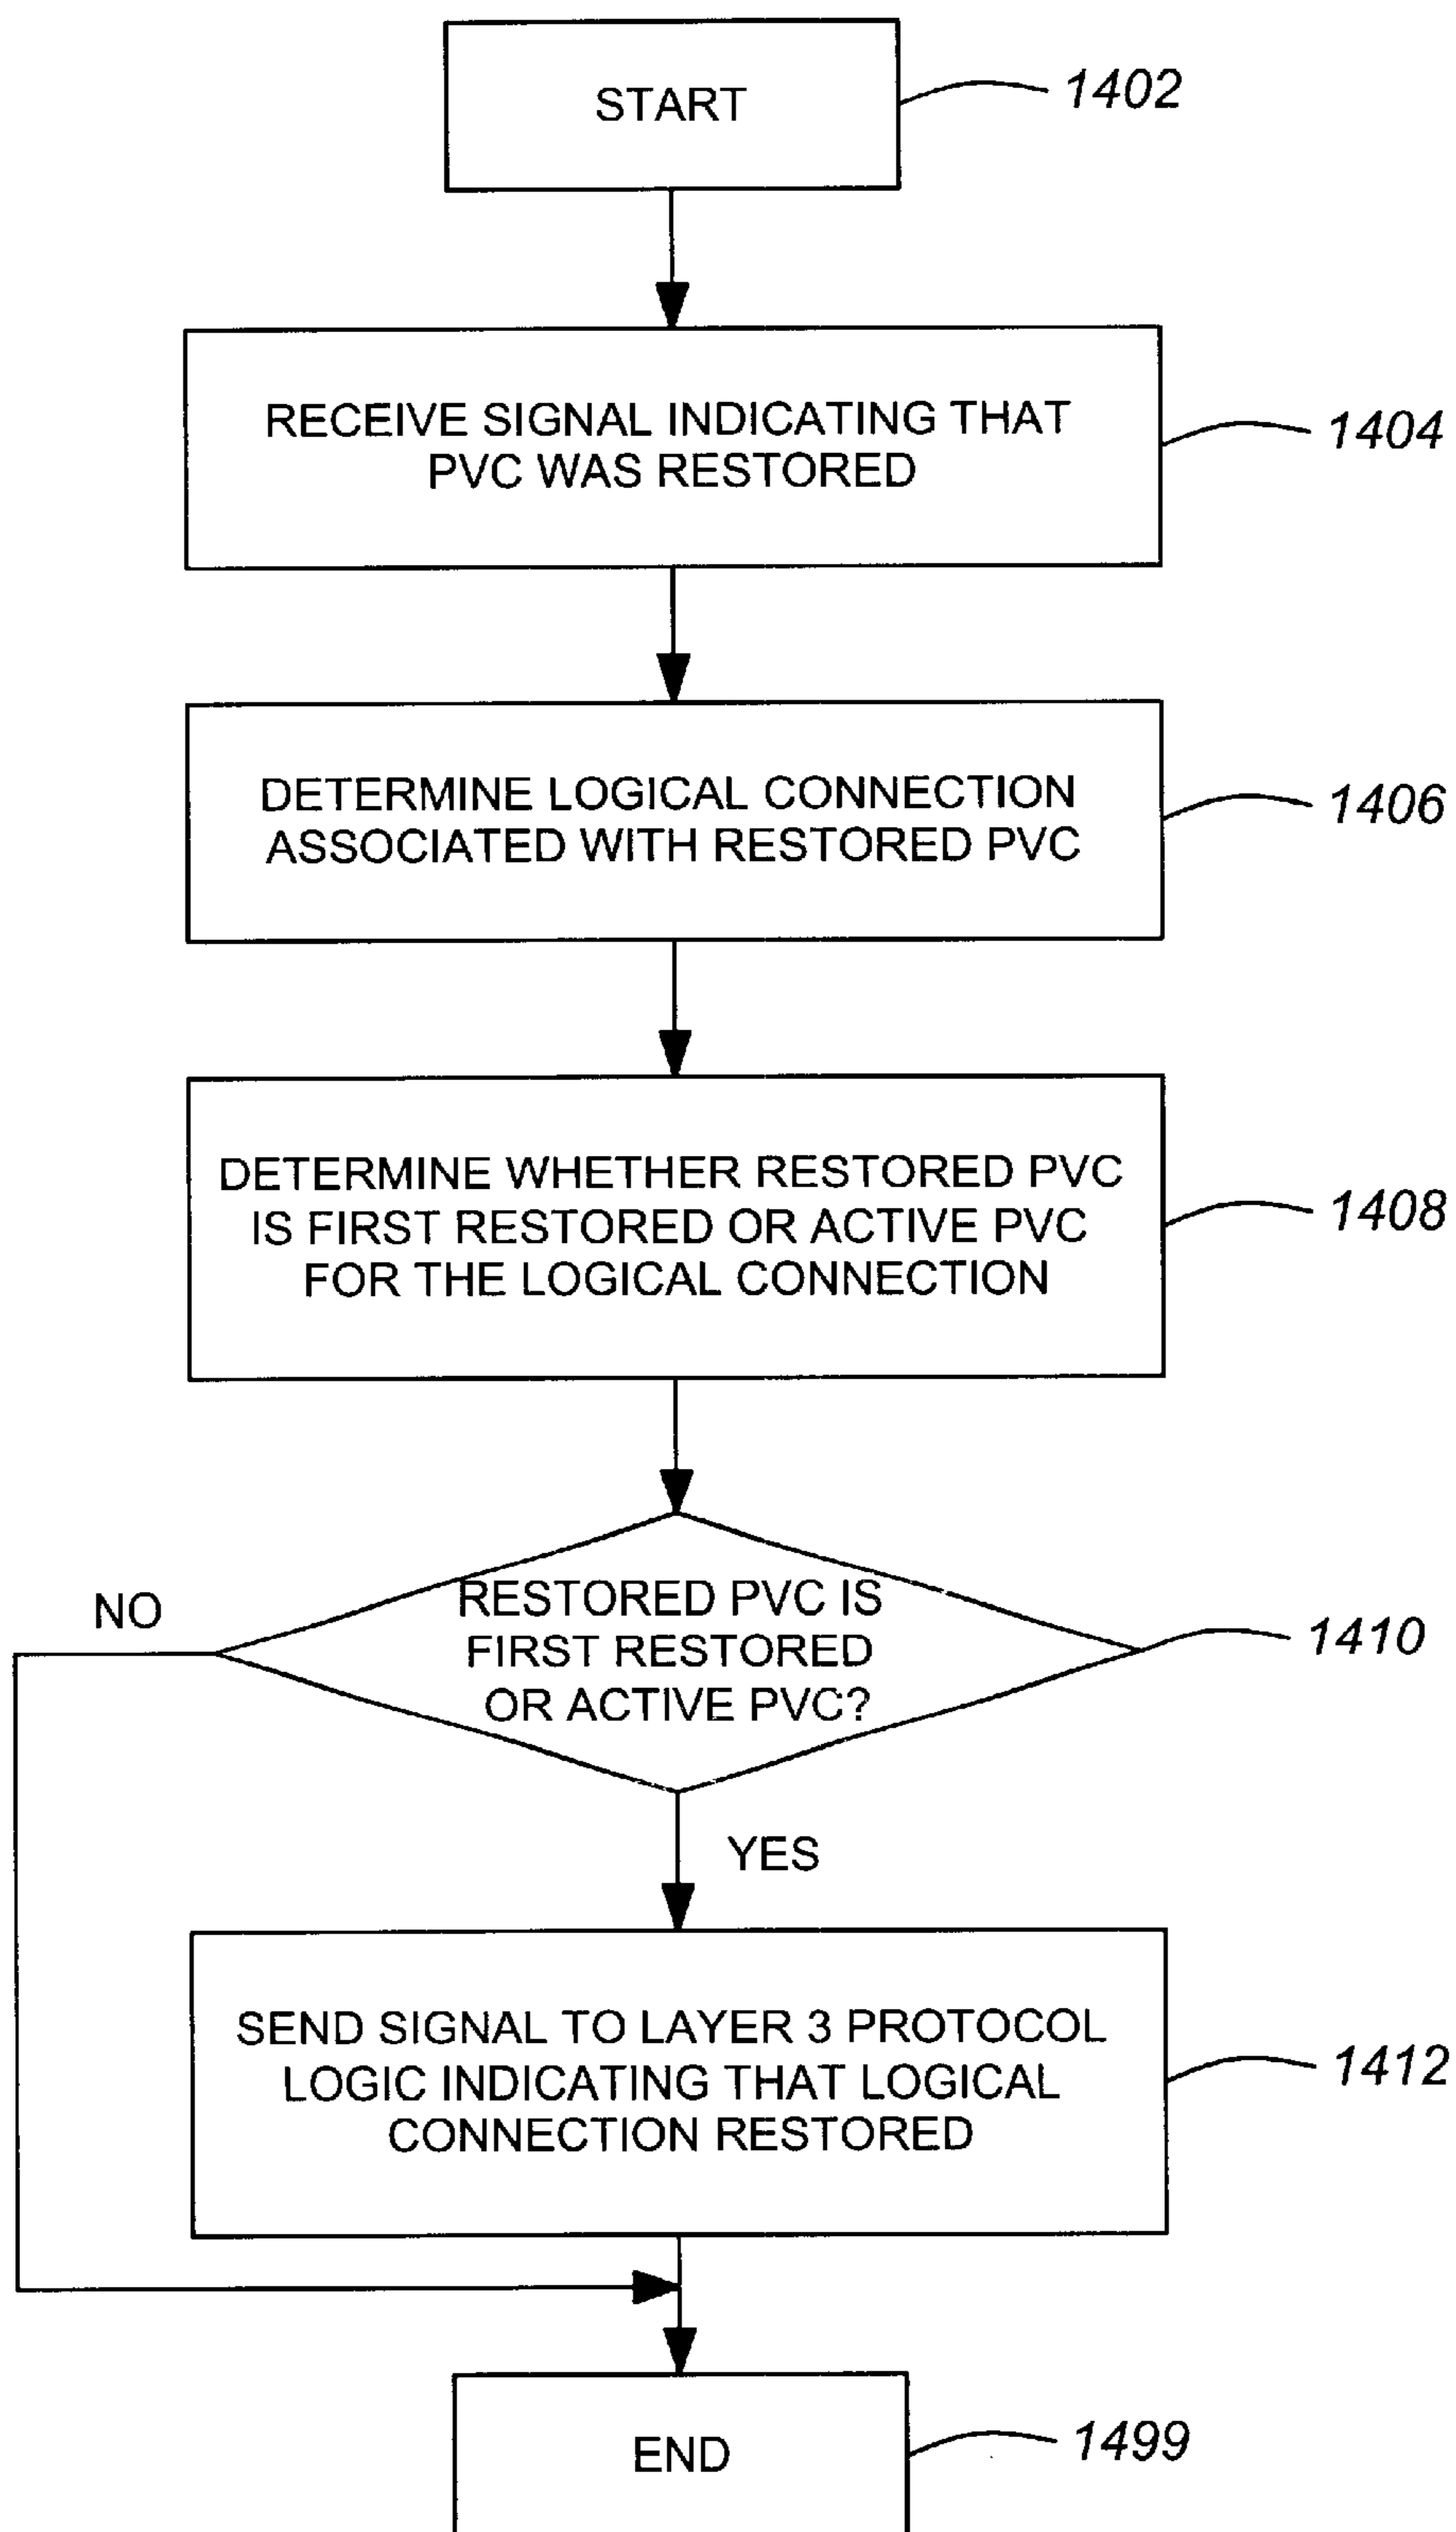 START
1402
RECEIVE SIGNAL INDICATING THAT
PVC WAS RESTORED
1404
DETERMINE LOGICAL CONNECTION
ASSOCIATED WITH RESTORED PVC
1406
DETERMINE WHETHER RESTORED PVC
IS FIRST RESTORED OR ACTIVE PVC
FOR THE LOGICAL CONNECTION
1408
NO
RESTORED PVC IS
FIRST RESTORED
OR ACTIVE PVC?
1410
YES
SEND SIGNAL TO LAYER 3 PROTOCOL
LOGIC INDICATING THAT LOGICAL
CONNECTION RESTORED
1412
END
1499